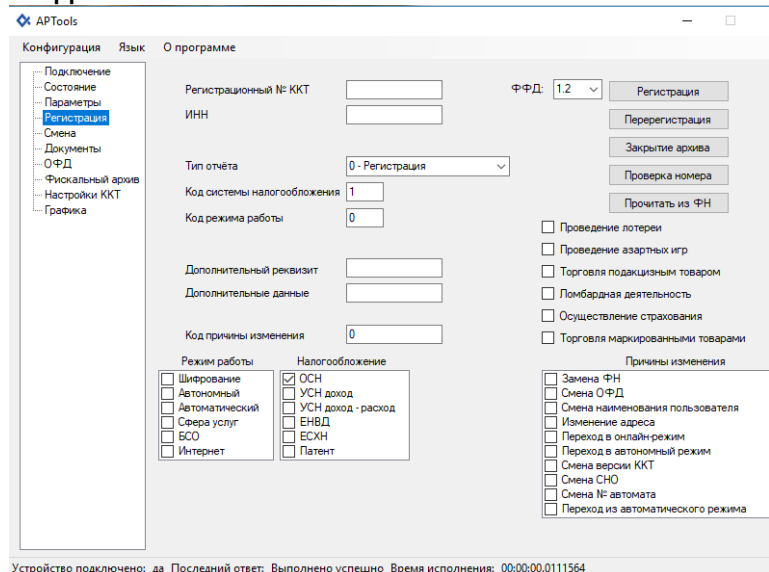 APTools
Конфигурация Язык О программе
Подключение
Состояние
Параметры
Регистрация
Смена
Документы
ОФД
Фискальный архив
Настройки ККТ
Графика
Регистрационный № ККТ
ФФД: 1.2
Регистрация
ИНН
Перерегистрация
Закрытие архива
Тип отчёта 0 - Регистрация
Проверка номера
Код системы налогообложения 1
Прочитать из ФН
Код режима работы 0
Проведение лотереи
Проведение азартных игр
Дополнительный реквизит
Торговля подакцизным товаром
Дополнительные данные
Ломбардная деятельность
Осуществление страхования
Код причины изменения 0
Торговля маркированными товарами
Режим работы
Шифрование
Автономный
Автоматический
Сфера услуг
БСО
Интернет
Налогообложение
ОСН
УСН доход
УСН доход - расход
ЕНВД
ЕСХН
Патент
Причины изменения
Замена ФН
Смена ОФД
Смена наименования пользователя
Изменение адреса
Переход в онлайн-режим
Переход в автономный режим
Смена версии ККТ
Смена СНО
Смена № автомата
Переход из автоматического режима
Устройство подключено: да Последний ответ: Выполнено успешно Время исполнения: 00:00:00.0111564